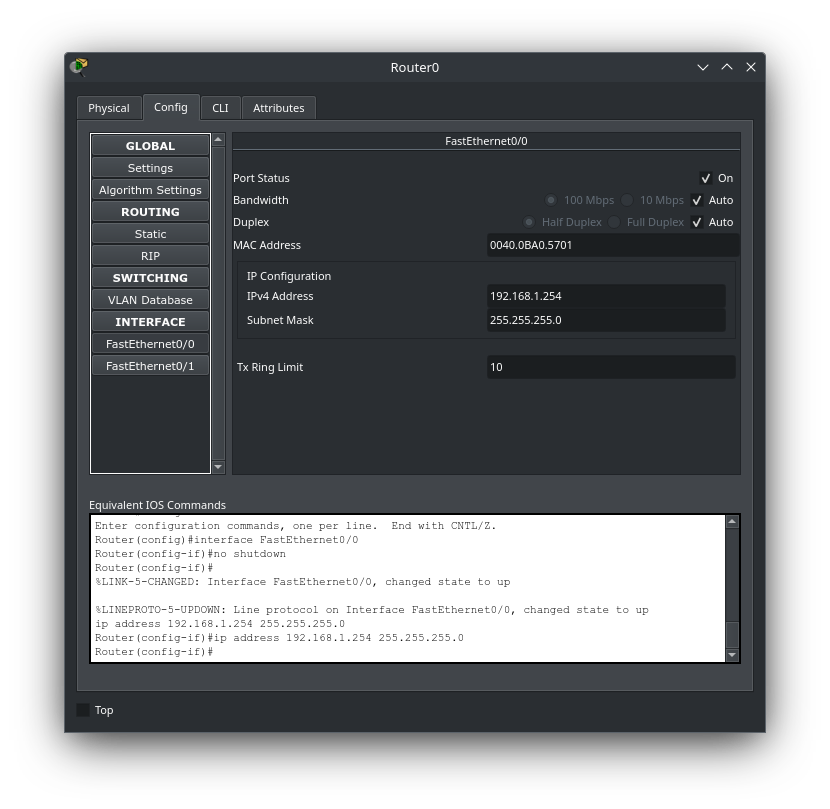 Router0
Physical Config CLI Attributes
GLOBAL
Settings
Algorithm Settings
ROUTING
Static
RIP
SWITCHING
VLAN Database
INTERFACE
FastEthernet0/0
FastEthernet0/1
FastEthernet0/0
Port Status On
Bandwidth 100 Mbps 10 Mbps Auto
Duplex Half Duplex Full Duplex Auto
MAC Address 0040.0BA0.5701
IP Configuration
IPv4 Address 192.168.1.254
Subnet Mask 255.255.255.0
Tx Ring Limit 10
Equivalent IOS Commands
Enter configuration commands, one per line.  End with CNTL/Z.
Router(config)#interface FastEthernet0/0
Router(config-if)#no shutdown
Router(config-if)#
%LINK-5-CHANGED: Interface FastEthernet0/0, changed state to up
%LINEPROTO-5-UPDOWN: Line protocol on Interface FastEthernet0/0, changed state to up
ip address 192.168.1.254 255.255.255.0
Router(config-if)#ip address 192.168.1.254 255.255.255.0
Router(config-if)#
Top